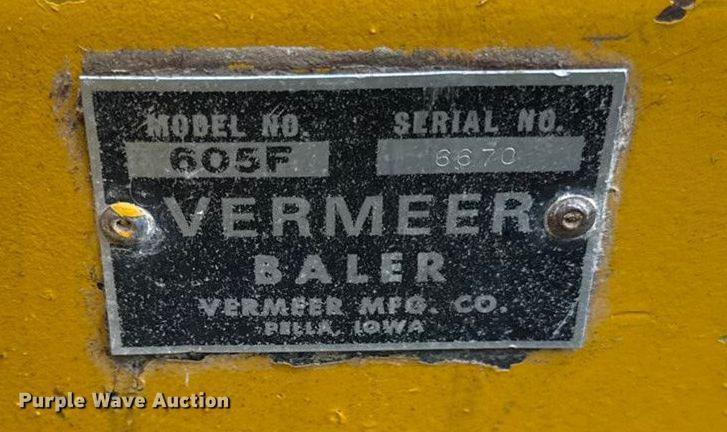 MODEL NO. SERIAL NO.
605F 6670
VERMEER
BALER
VERMEER MFG. CO.
PELLA, IOWA
Purple Wave Auction